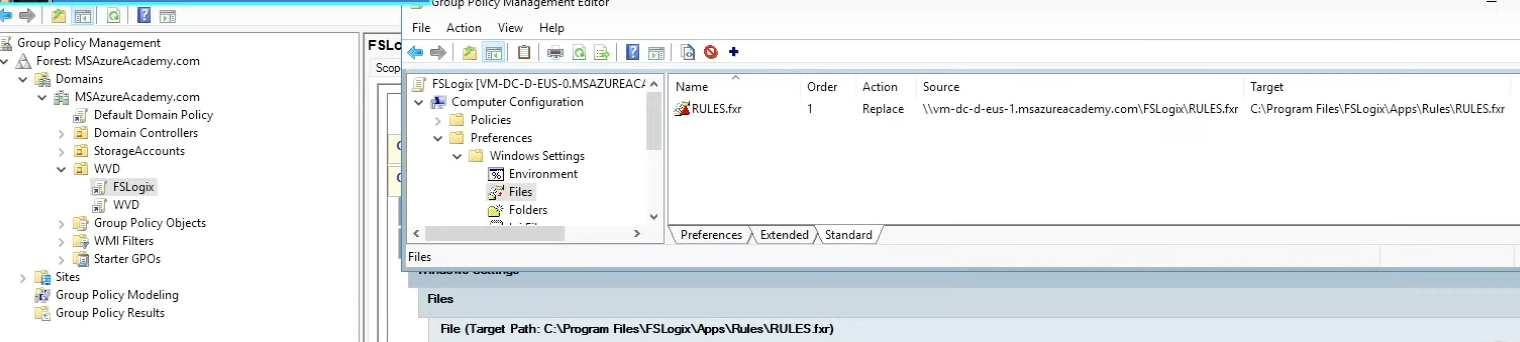 Group Policy Management Editor
File Action View Help
Group Policy Management
Forest: MSAzureAcademy.com
Domains
MSAzureAcademy.com
Default Domain Policy
Domain Controllers
StorageAccounts
WVD
FSLogix
WVD
Group Policy Objects
WMI Filters
Starter GPOs
Sites
Group Policy Modeling
Group Policy Results
FSLo
Scop
FSLogix [VM-DC-D-EUS-0.MSAZUREAC
Computer Configuration
Policies
Preferences
Windows Settings
Environment
Files
Folders
Name Order Action Source Target
RULES.fxr 1 Replace \\vm-dc-d-eus-1.msazureacademy.com\FSLogix\RULES.fxr C:\Program Files\FSLogix\Apps\Rules\RULES.fxr
Preferences Extended Standard
Files
Windows Settings
Files
File (Target Path: C:\Program Files\FSLogix\Apps\Rules\RULES.fxr)